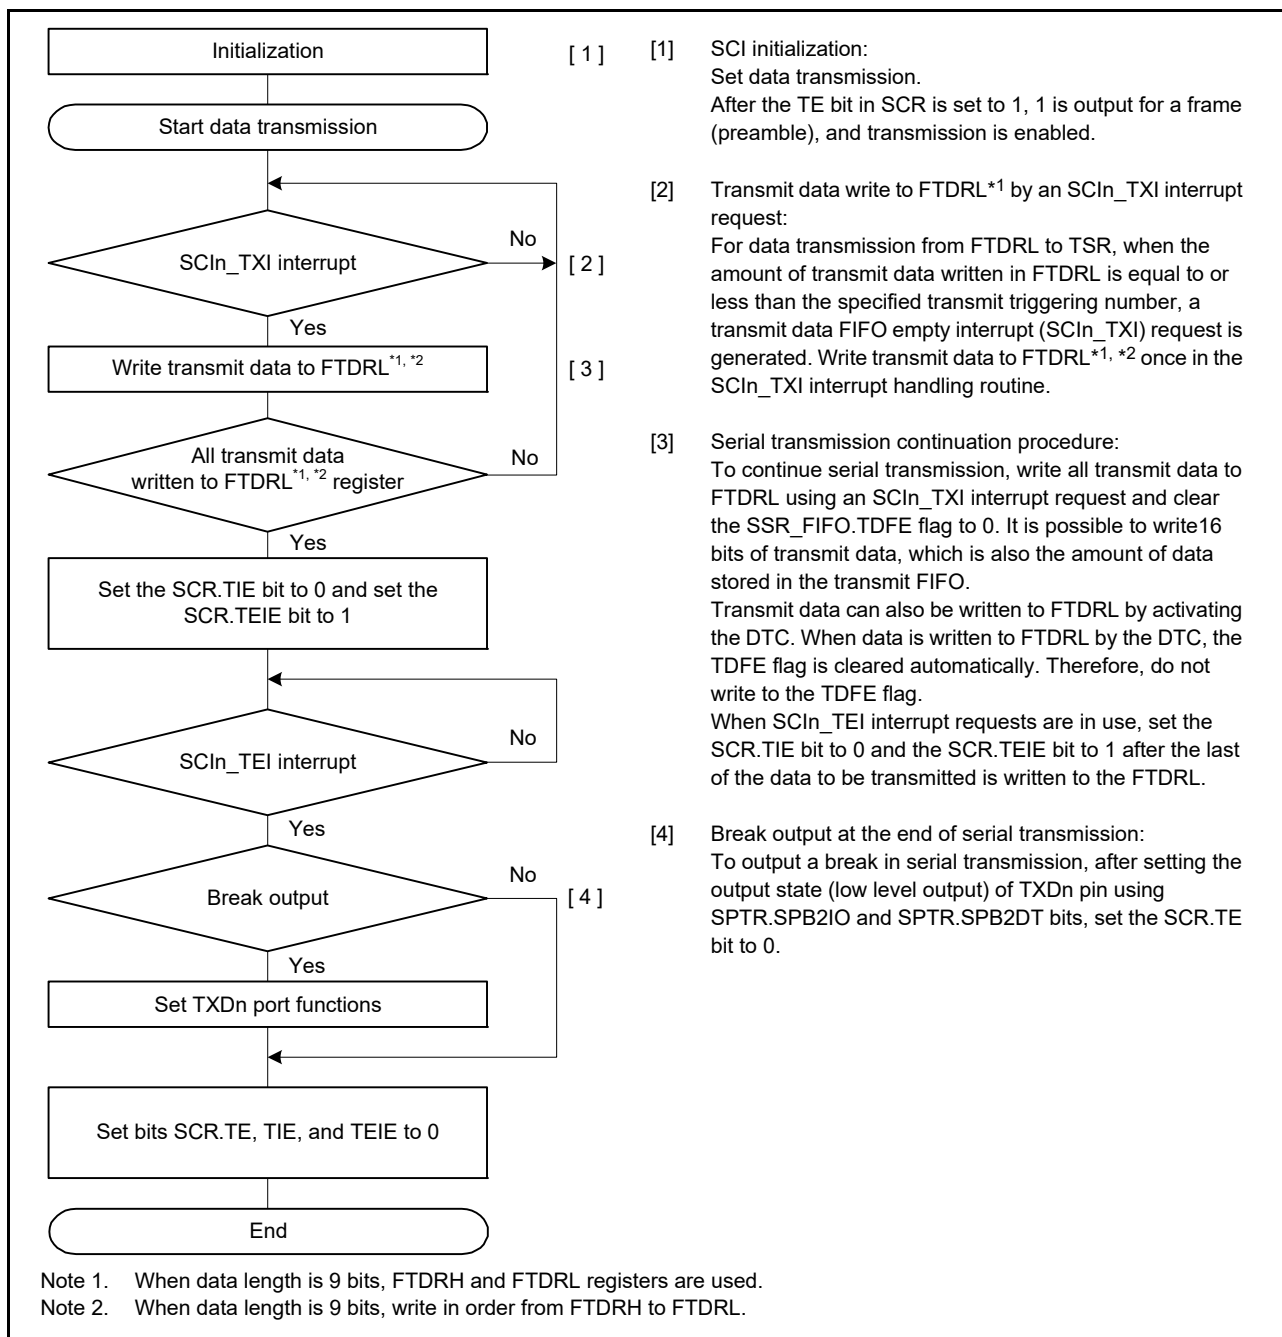 Initialization
[ 1 ]
Start data transmission
SCIn_TXI interrupt
No
[ 2 ]
Yes
Write transmit data to FTDRL*1, *2
[ 3 ]
All transmit data
written to FTDRL*1, *2 register
No
Yes
Set the SCR.TIE bit to 0 and set the
SCR.TEIE bit to 1
SCIn_TEI interrupt
No
Yes
Break output
No
[ 4 ]
Yes
Set TXDn port functions
Set bits SCR.TE, TIE, and TEIE to 0
End
[1] SCI initialization:
Set data transmission.
After the TE bit in SCR is set to 1, 1 is output for a frame
(preamble), and transmission is enabled.
[2] Transmit data write to FTDRL*1 by an SCIn_TXI interrupt
request:
For data transmission from FTDRL to TSR, when the
amount of transmit data written in FTDRL is equal to or
less than the specified transmit triggering number, a
transmit data FIFO empty interrupt (SCIn_TXI) request is
generated. Write transmit data to FTDRL*1, *2 once in the
SCIn_TXI interrupt handling routine.
[3] Serial transmission continuation procedure:
To continue serial transmission, write all transmit data to
FTDRL using an SCIn_TXI interrupt request and clear
the SSR_FIFO.TDFE flag to 0. It is possible to write16
bits of transmit data, which is also the amount of data
stored in the transmit FIFO.
Transmit data can also be written to FTDRL by activating
the DTC. When data is written to FTDRL by the DTC, the
TDFE flag is cleared automatically. Therefore, do not
write to the TDFE flag.
When SCIn_TEI interrupt requests are in use, set the
SCR.TIE bit to 0 and the SCR.TEIE bit to 1 after the last
of the data to be transmitted is written to the FTDRL.
[4] Break output at the end of serial transmission:
To output a break in serial transmission, after setting the
output state (low level output) of TXDn pin using
SPTR.SPB2IO and SPTR.SPB2DT bits, set the SCR.TE
bit to 0.
Note 1. When data length is 9 bits, FTDRH and FTDRL registers are used.
Note 2. When data length is 9 bits, write in order from FTDRH to FTDRL.